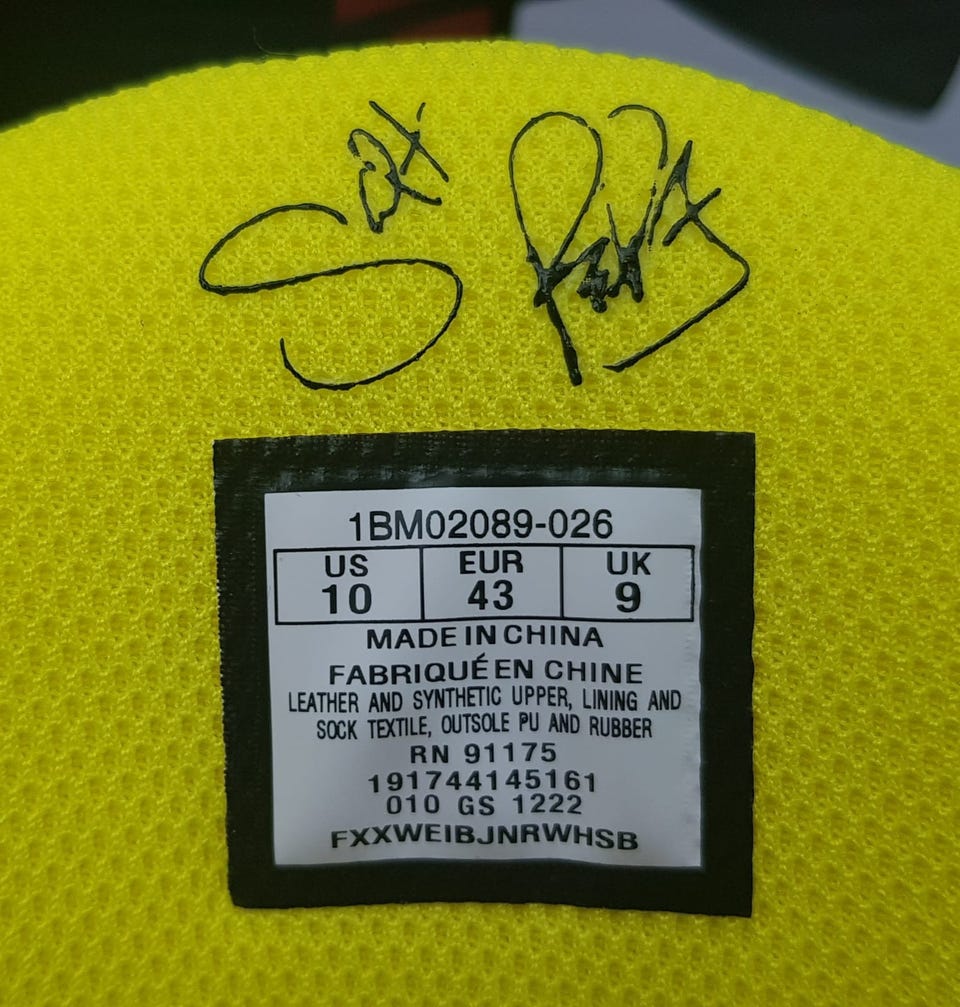 1BM02089-026
US EUR UK
10 43 9
MADE IN CHINA
FABRIQUÉ EN CHINE
LEATHER AND SYNTHETIC UPPER, LINING AND
SOCK TEXTILE, OUTSOLE PU AND RUBBER
RN 91175
191744145161
010 GS 1222
FXXWEIBJNRWHSB